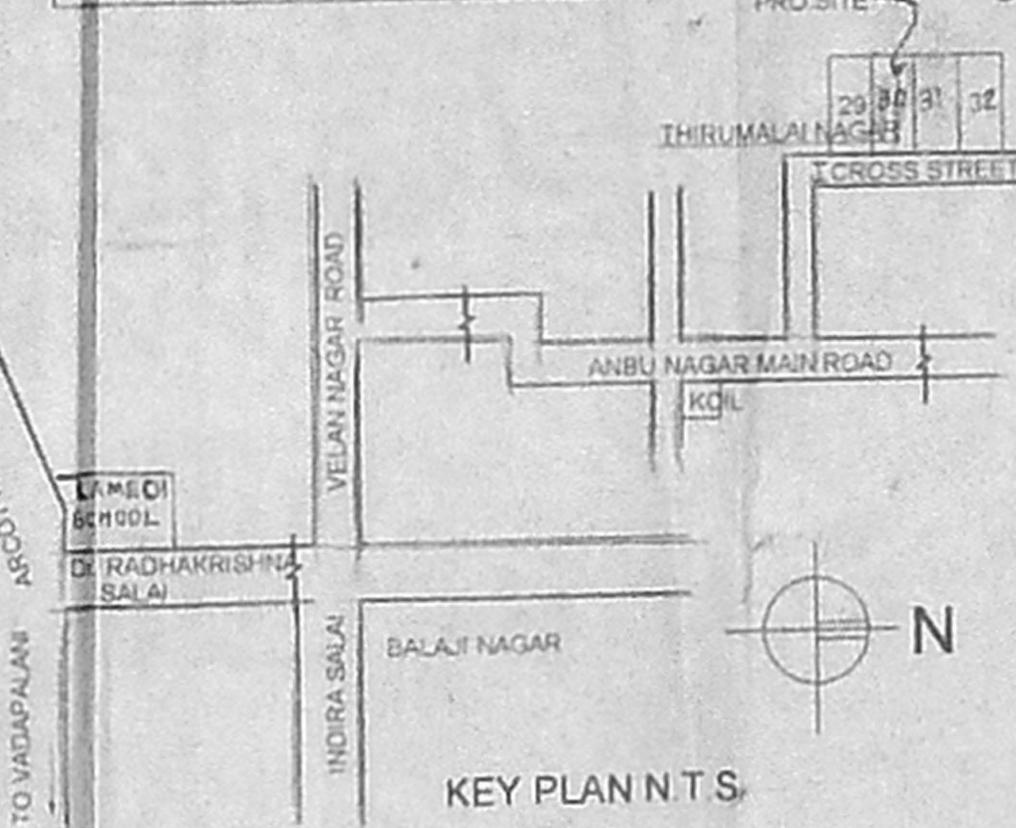 PRO.SITE
29 30 31 32
THIRUMALAI NAGAR
I CROSS STREET
VELAN NAGAR ROAD
ANBU NAGAR MAIN ROAD
KOIL
SCHOOL
Dr. RADHAKRISHNA
SALAI
INDIRA SALAI
BALAJI NAGAR
N
TO VADAPALANI
KEY PLAN N.T.S.